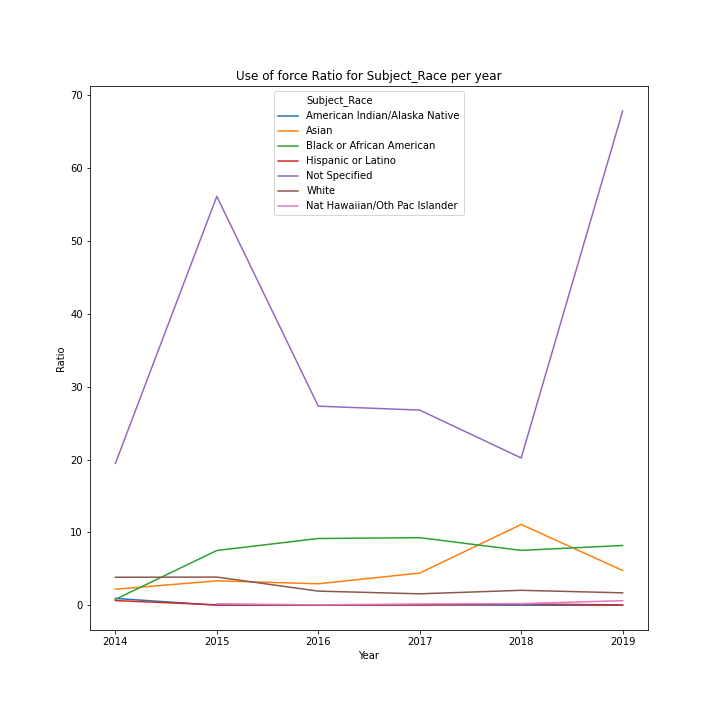 Use of force Ratio for Subject_Race per year
70
60
50
40
30
20
10
0
Ratio
Subject_Race
American Indian/Alaska Native
Asian
Black or African American
Hispanic or Latino
Not Specified
White
Nat Hawaiian/Oth Pac Islander
2014 2015 2016 2017 2018 2019
Year